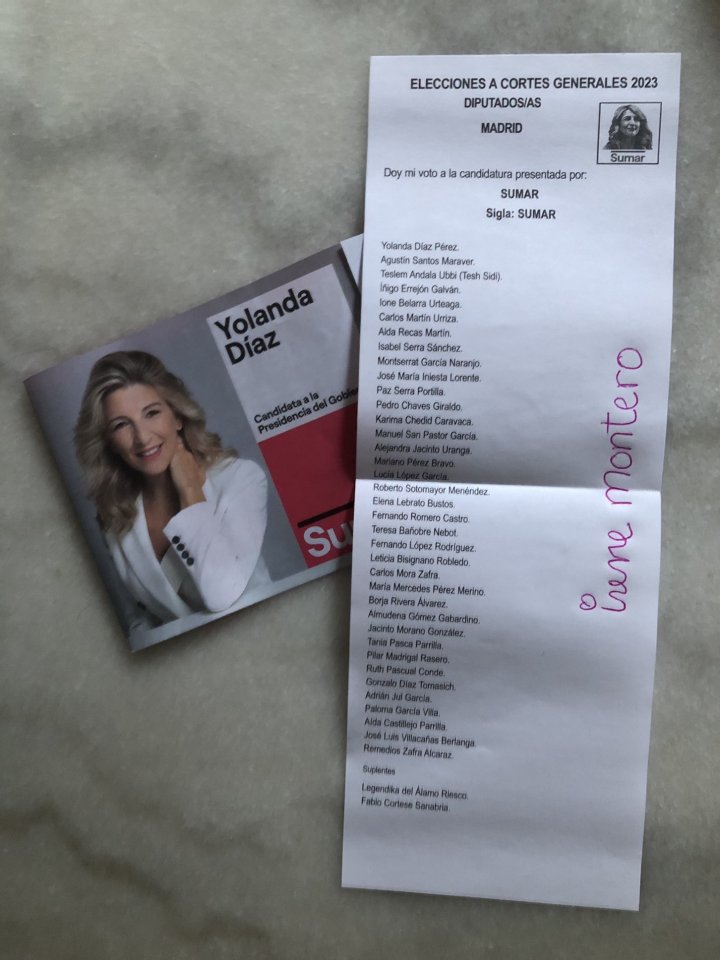 ELECCIONES A CORTES GENERALES 2023
DIPUTADOS/AS
MADRID
Sumar
Doy mi voto a la candidatura presentada por:
SUMAR
Sigla: SUMAR
Yolanda Díaz Pérez.
Agustín Santos Maraver.
Teslem Andala Ubbi (Tesh Sidi).
Íñigo Errejón Galván.
Ione Belarra Urteaga.
Carlos Martín Urriza.
Alda Recas Martín.
Isabel Serra Sánchez.
Montserrat García Naranjo.
José María Iniesta Lorente.
Paz Serra Portilla.
Pedro Chaves Giraldo.
Karima Chedid Caravaca.
Manuel San Pastor García.
Alejandra Jacinto Uranga.
Mariano Pérez Bravo.
Lucía López García.
Roberto Sotomayor Menéndez.
Elena Lebrato Bustos.
Fernando Romero Castro.
Teresa Bañobre Nebot.
Fernando López Rodríguez.
Leticia Bisignano Robledo.
Carlos Mora Zafra.
María Mercedes Pérez Merino.
Borja Rivera Álvarez.
Almudena Gómez Gabardino.
Jacinto Morano González.
Tania Pasca Parrilla.
Pilar Madrigal Rasero.
Ruth Pascual Conde.
Gonzalo Díaz Tomasich.
Adrián Jul García.
Paloma García Villa.
Alda Castillejo Parrilla.
José Luis Villacañas Berlanga.
Remedios Zafra Alcaraz.
Suplentes
Legendika del Álamo Riesco.
Fabio Cortese Sanabria.
irene montero
Yolanda
Díaz
Candidata a la
Presidencia del Gobie
Su